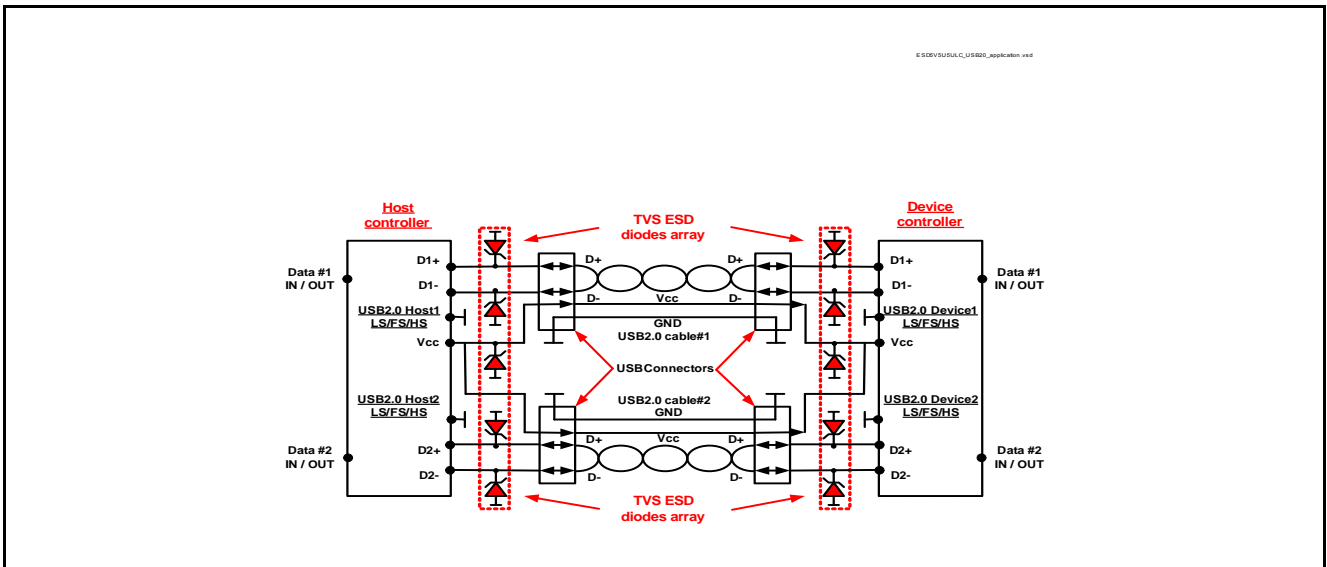 ESD5V5U5ULC_USB20_application.vsd
Host
controller
TVS ESD
diodes array
Device
controller
D1+
D+
D+
D1+
Data #1
IN / OUT
Data #1
IN / OUT
D1-
D-
Vcc
D-
D1-
USB2.0 Host1
LS/FS/HS
GND
USB2.0 Device1
LS/FS/HS
USB2.0 cable#1
Vcc
Vcc
USB Connectors
USB2.0 Host2
LS/FS/HS
USB2.0 cable#2
GND
USB2.0 Device2
LS/FS/HS
D+
Vcc
D+
Data #2
IN / OUT
D2+
D2+
Data #2
IN / OUT
D2-
D-
D-
D2-
TVS ESD
diodes array